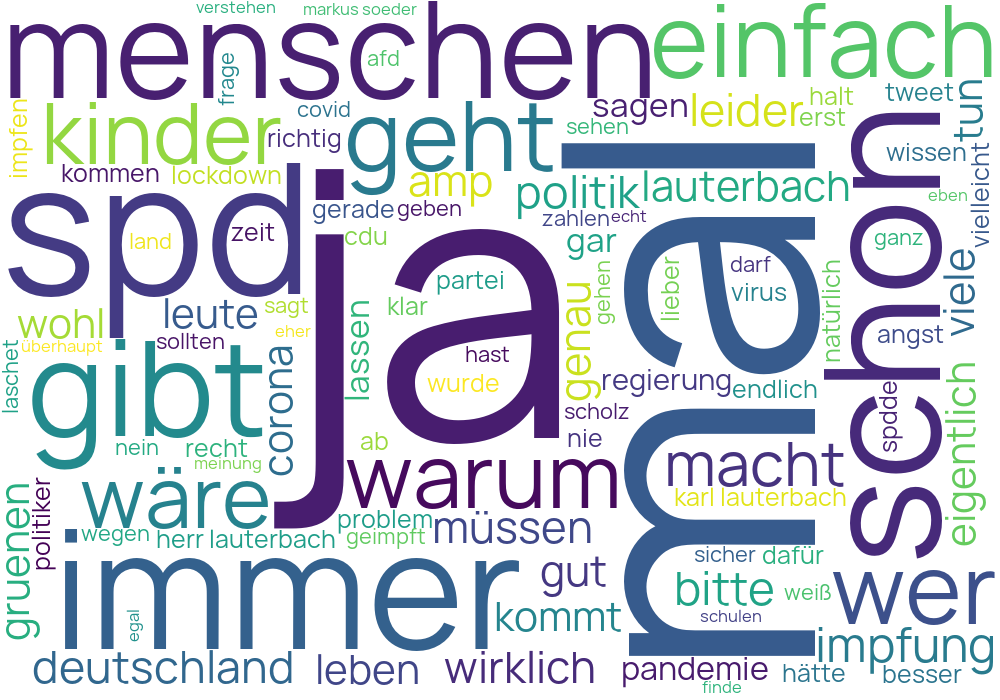 verstehen
markus soeder
menschen
einfach
afd
frage
tweet
halt
impfen
covid
sagen
leider
erst
tun
kinder
richtig
geht
sehen
wissen
vielleicht
kommen
lockdown
amp
politik
lauterbach
schon
eben
spd
ja
mal
gerade
geben
zahlen
echt
land
zeit
cdu
gar
ganz
viele
partei
gehen
lieber
darf
virus
natürlich
wohl
leute
sagt
klar
genau
angst
eher
sollten
lassen
laschet
überhaupt
gibt
corona
hast
wurde
regierung
endlich
eigentlich
scholz
spdde
nein
recht
ab
nie
meinung
wäre
warum
macht
karl lauterbach
gruenen
politiker
problem
müssen
wegen
herr lauterbach
geimpft
sicher
dafür
immer
gut
bitte
weiß
wer
egal
kommt
schulen
impfung
deutschland
leben
wirklich
pandemie
hätte
besser
finde